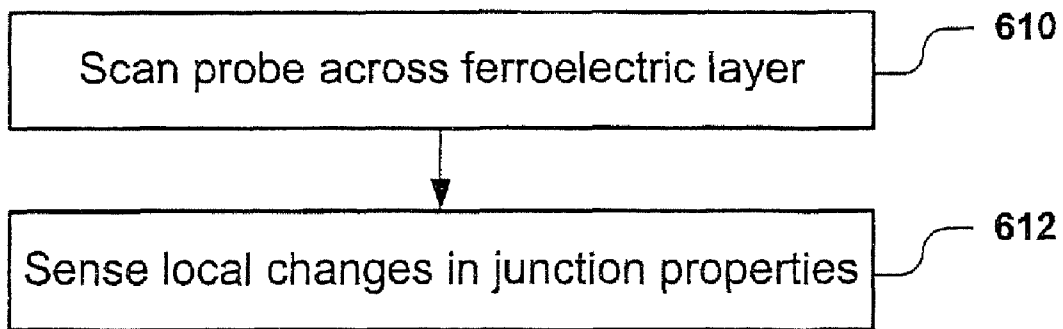 Scan probe across ferroelectric layer
610
Sense local changes in junction properties
612